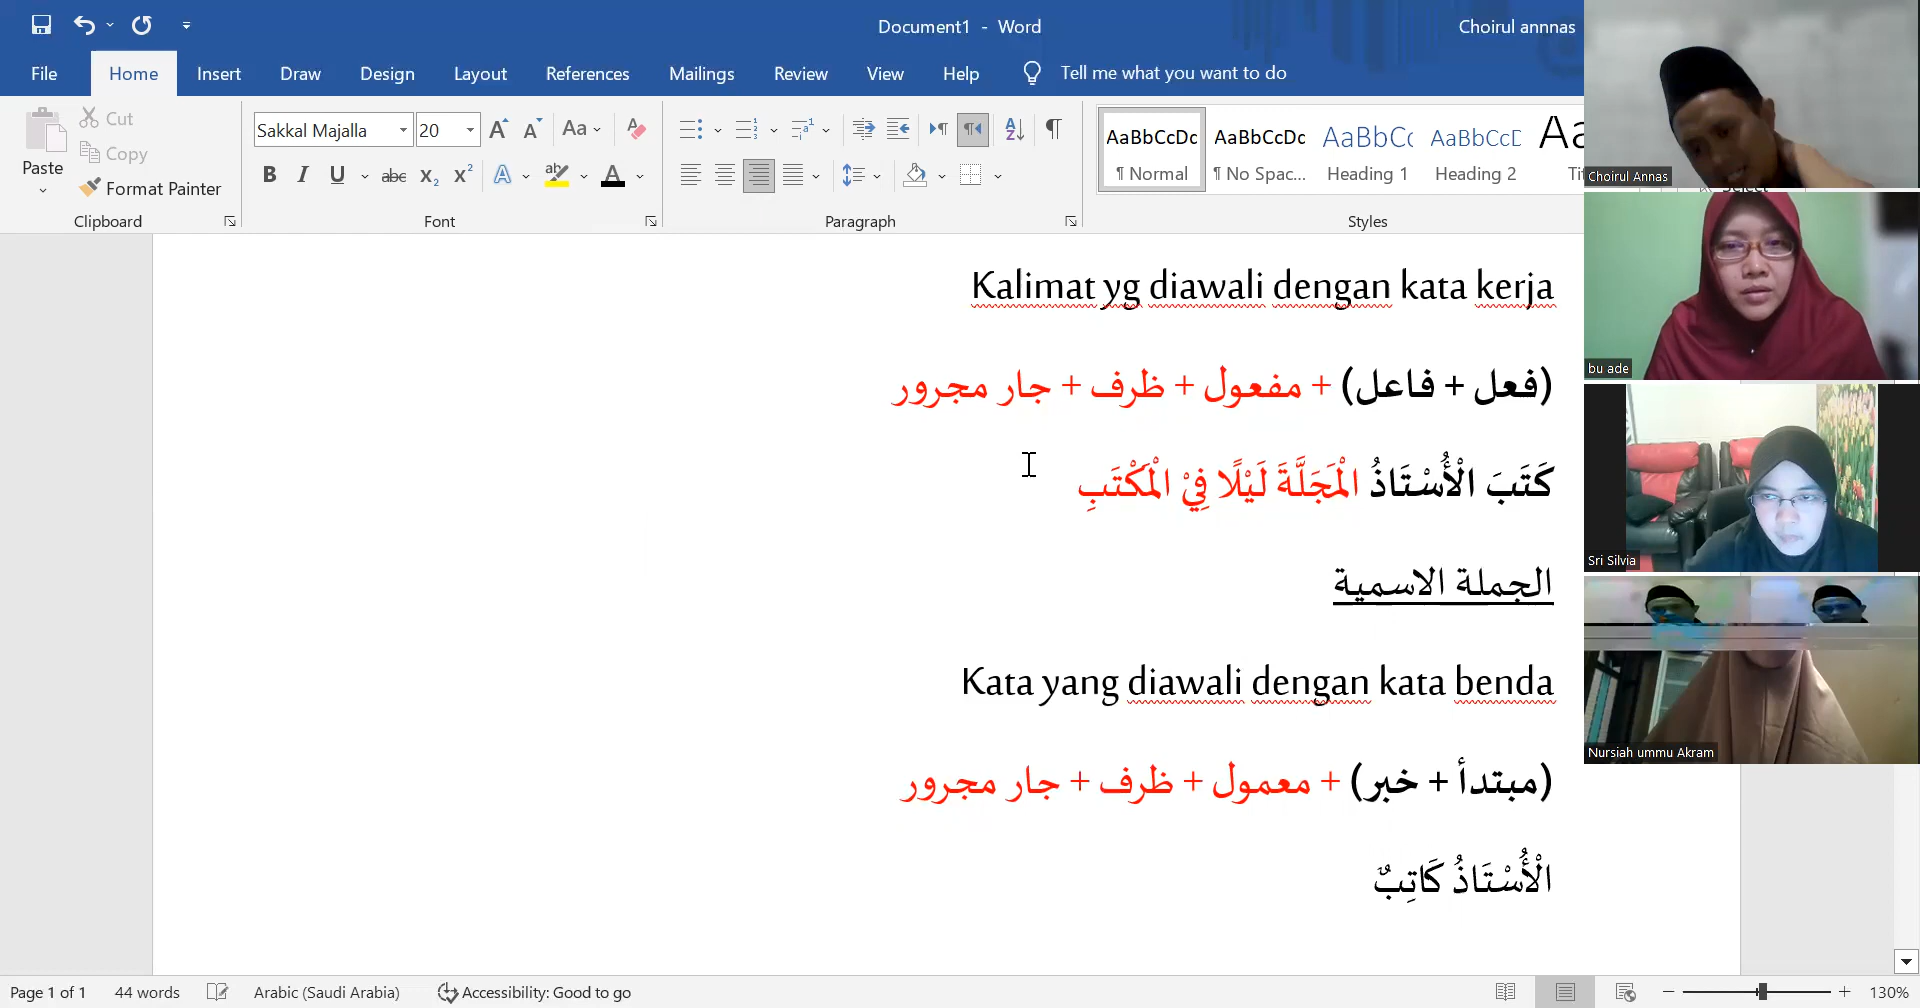 Document1 - Word
Choirul annnas
File Home Insert Draw Design Layout References Mailings Review View Help Tell me what you want to do
Paste
Cut
Copy
Format Painter
Clipboard
Sakkal Majalla 20
Font
Paragraph
AaBbCcDc AaBbCcDc AaBbCc AaBbCcD
¶ Normal ¶ No Spac... Heading 1 Heading 2
Styles
Select
Choirul Annas
bu ade
Sri Silvia
Nursiah ummu Akram
Kalimat yg diawali dengan kata kerja
(فعل + فاعل) + مفعول + ظرف + جار مجرور
كَتَبَ الْأُسْتَاذُ الْمَجَلَّةَ لَيْلًا فِيْ الْمَكْتَبِ
الجملة الاسمية
Kata yang diawali dengan kata benda
(مبتدأ + خبر) + معمول + ظرف + جار مجرور
الْأُسْتَاذُ كَاتِبٌ
Page 1 of 1 44 words Arabic (Saudi Arabia) Accessibility: Good to go 130%